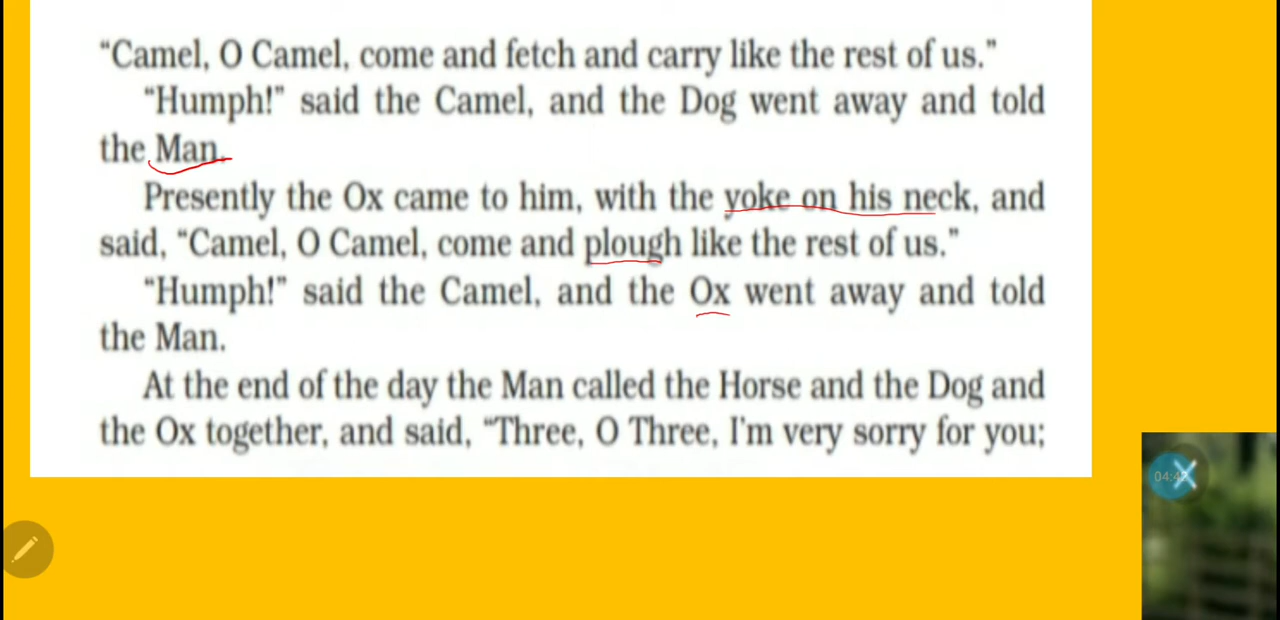 “Camel, O Camel, come and fetch and carry like the rest of us.”
“Humph!” said the Camel, and the Dog went away and told
the Man.
Presently the Ox came to him, with the yoke on his neck, and
said, “Camel, O Camel, come and plough like the rest of us.”
“Humph!” said the Camel, and the Ox went away and told
the Man.
At the end of the day the Man called the Horse and the Dog and
the Ox together, and said, “Three, O Three, I'm very sorry for you;